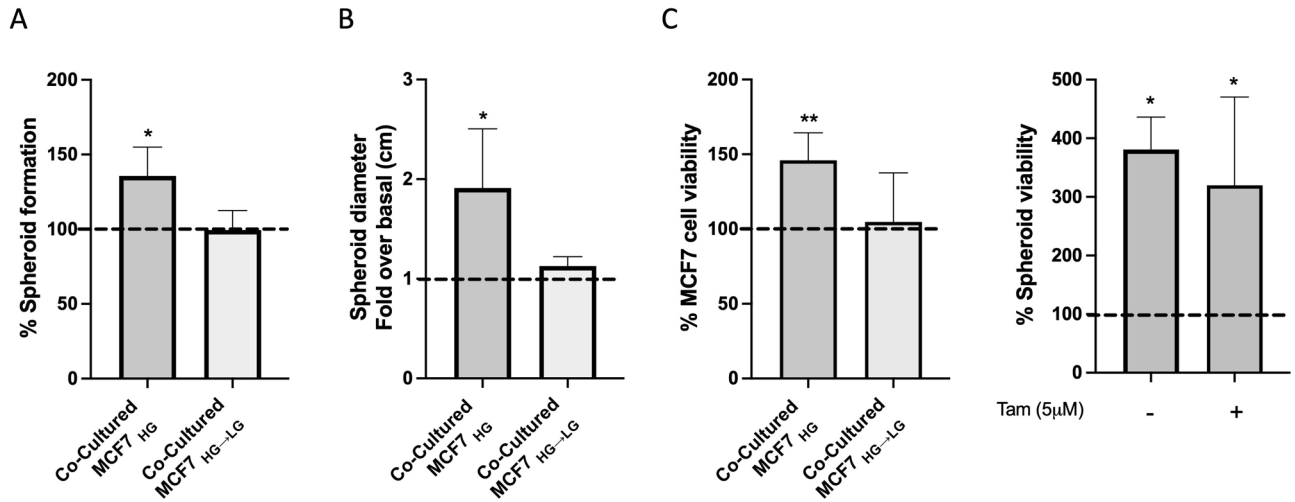 A
% Spheroid formation
200
150
100
50
0
*
Co-Cultured
MCF7 HG
Co-Cultured
MCF7 HG→LG
B
Spheroid diameter
Fold over basal (cm)
3
2
1
0
*
Co-Cultured
MCF7 HG
Co-Cultured
MCF7 HG→LG
C
% MCF7 cell viability
200
150
100
50
0
**
Co-Cultured
MCF7 HG
Co-Cultured
MCF7 HG→LG
% Spheroid viability
500
400
300
200
100
0
* *
Tam (5μM) - +